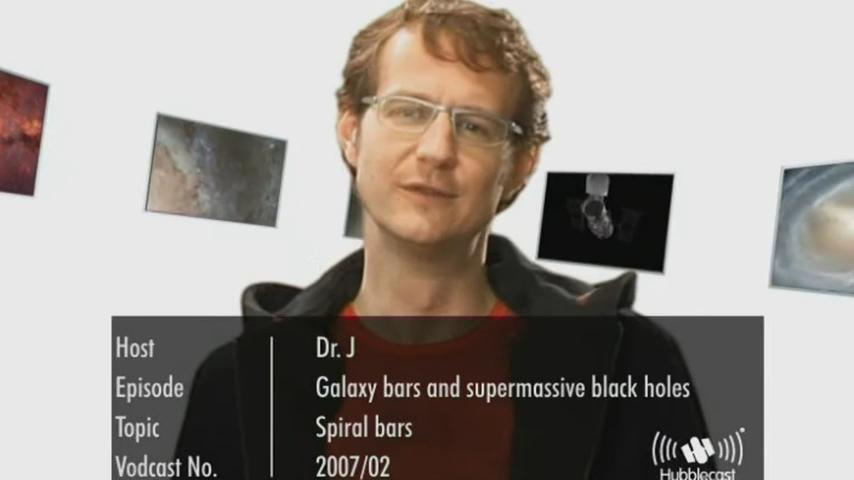 Host Dr. J
Episode Galaxy bars and supermassive black holes
Topic Spiral bars
Vodcast No. 2007/02
Hubblecast